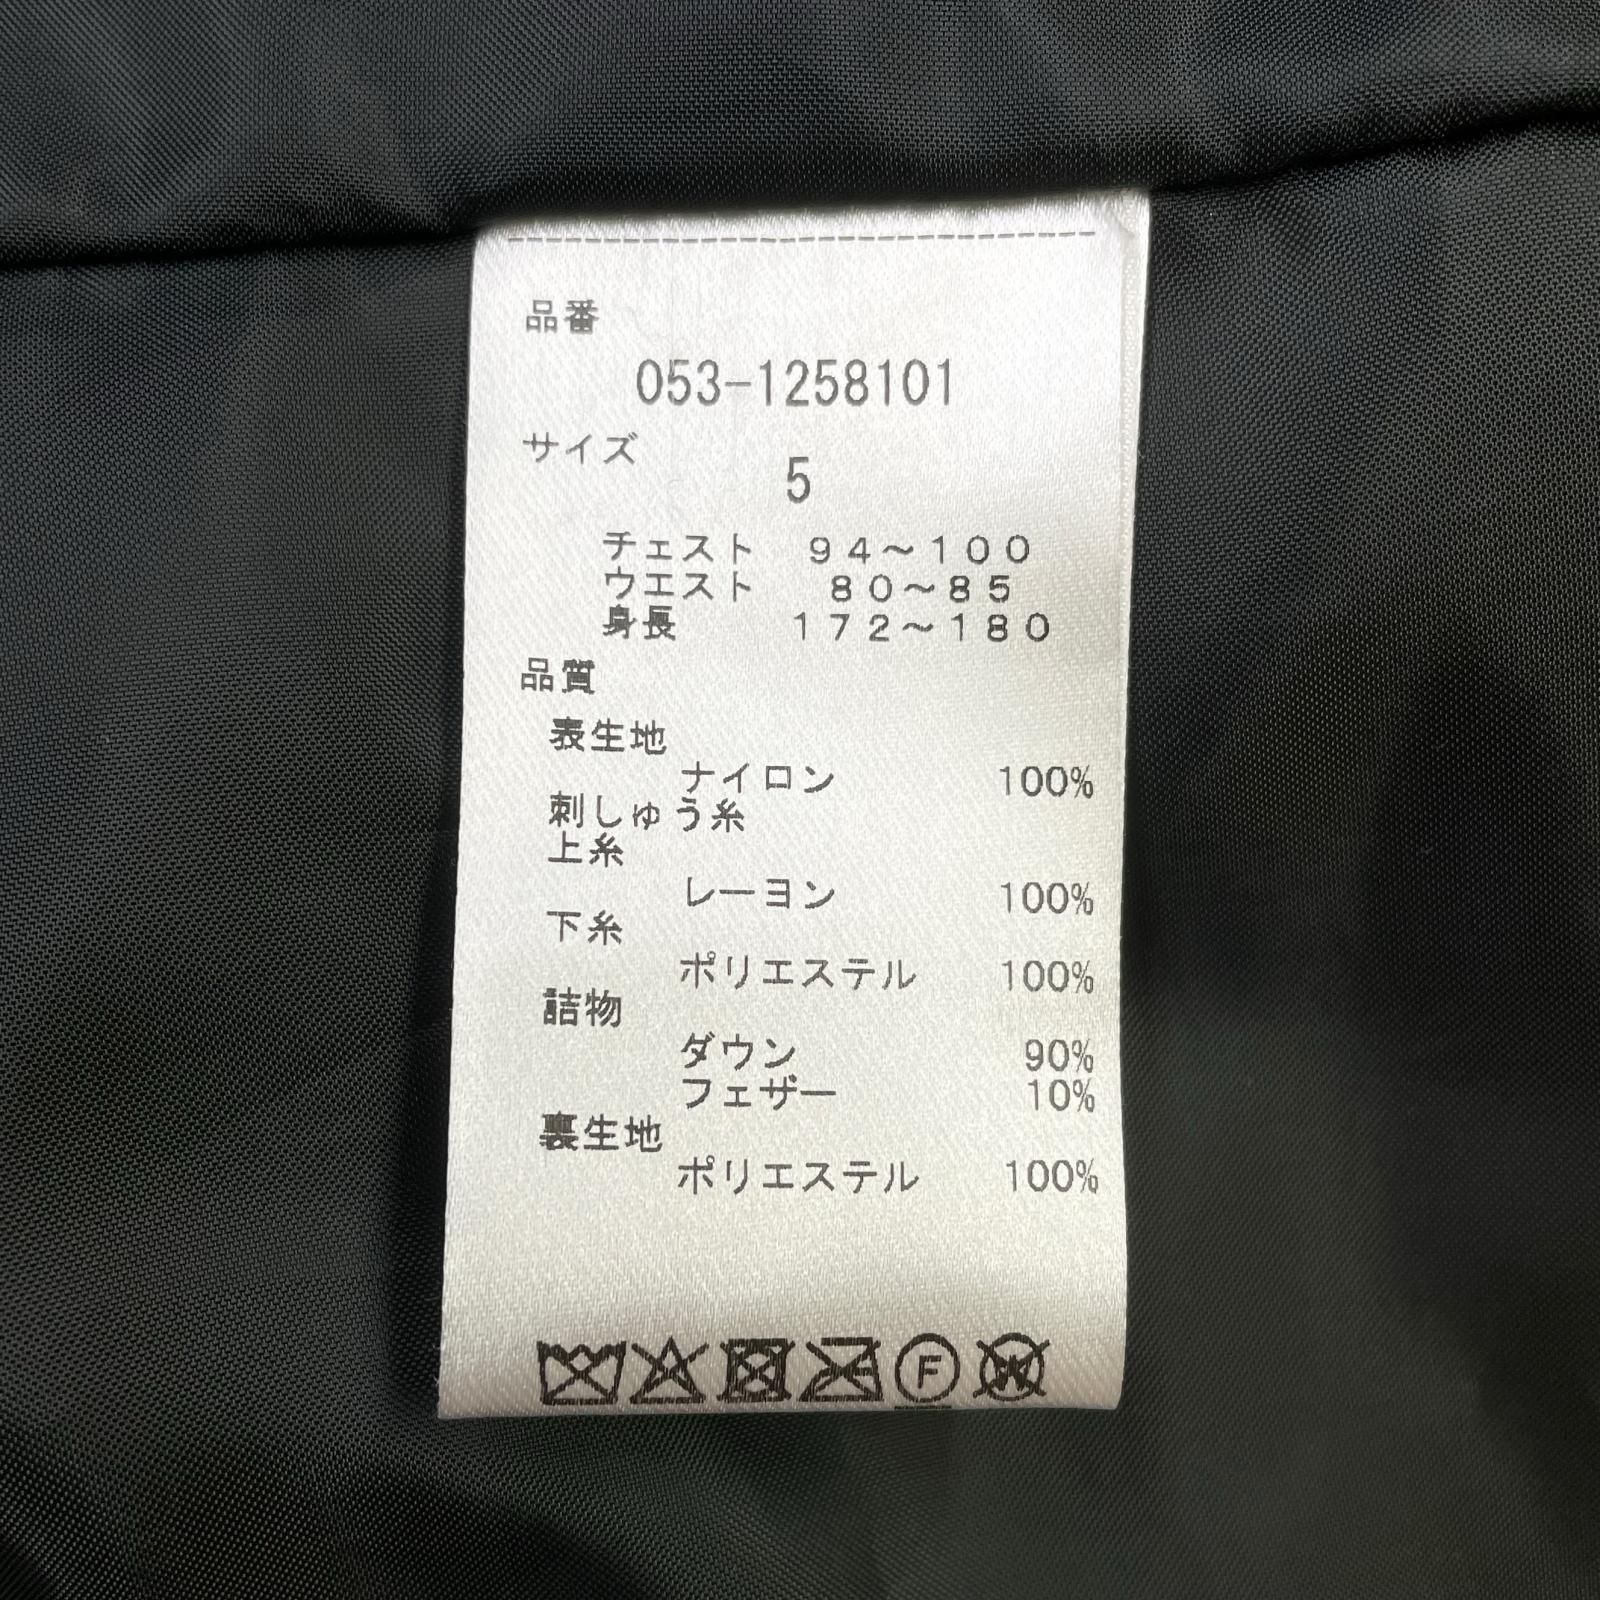 品番
053-1258101
サイズ
5
チェスト 94～100
ウエスト 80～85
身長 172～180
品質
表生地
ナイロン 100%
刺しゅう糸
上糸
レーヨン 100%
下糸
ポリエステル 100%
詰物
ダウン 90%
フェザー 10%
裏生地
ポリエステル 100%
F W